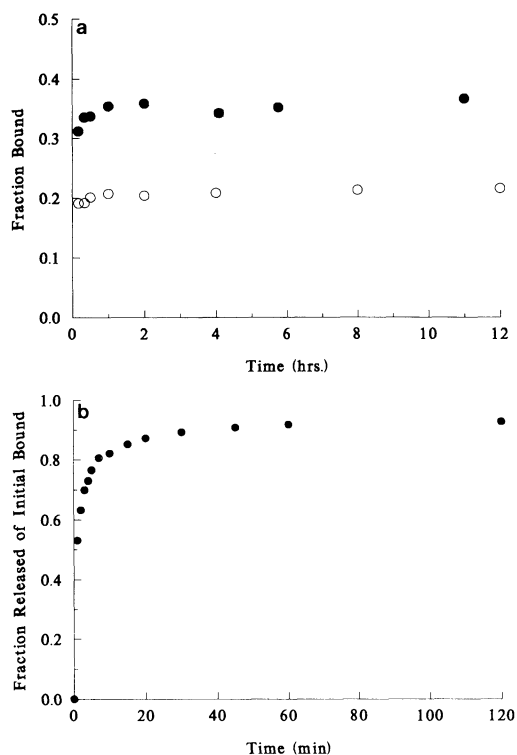 a
0.5
0.4
0.3
0.2
0.1
0.0
Fraction Bound
0 2 4 6 8 10 12
Time (hrs.)
b
1.0
0.8
0.6
0.4
0.2
0.0
Fraction Released of Initial Bound
0 20 40 60 80 100 120
Time (min)